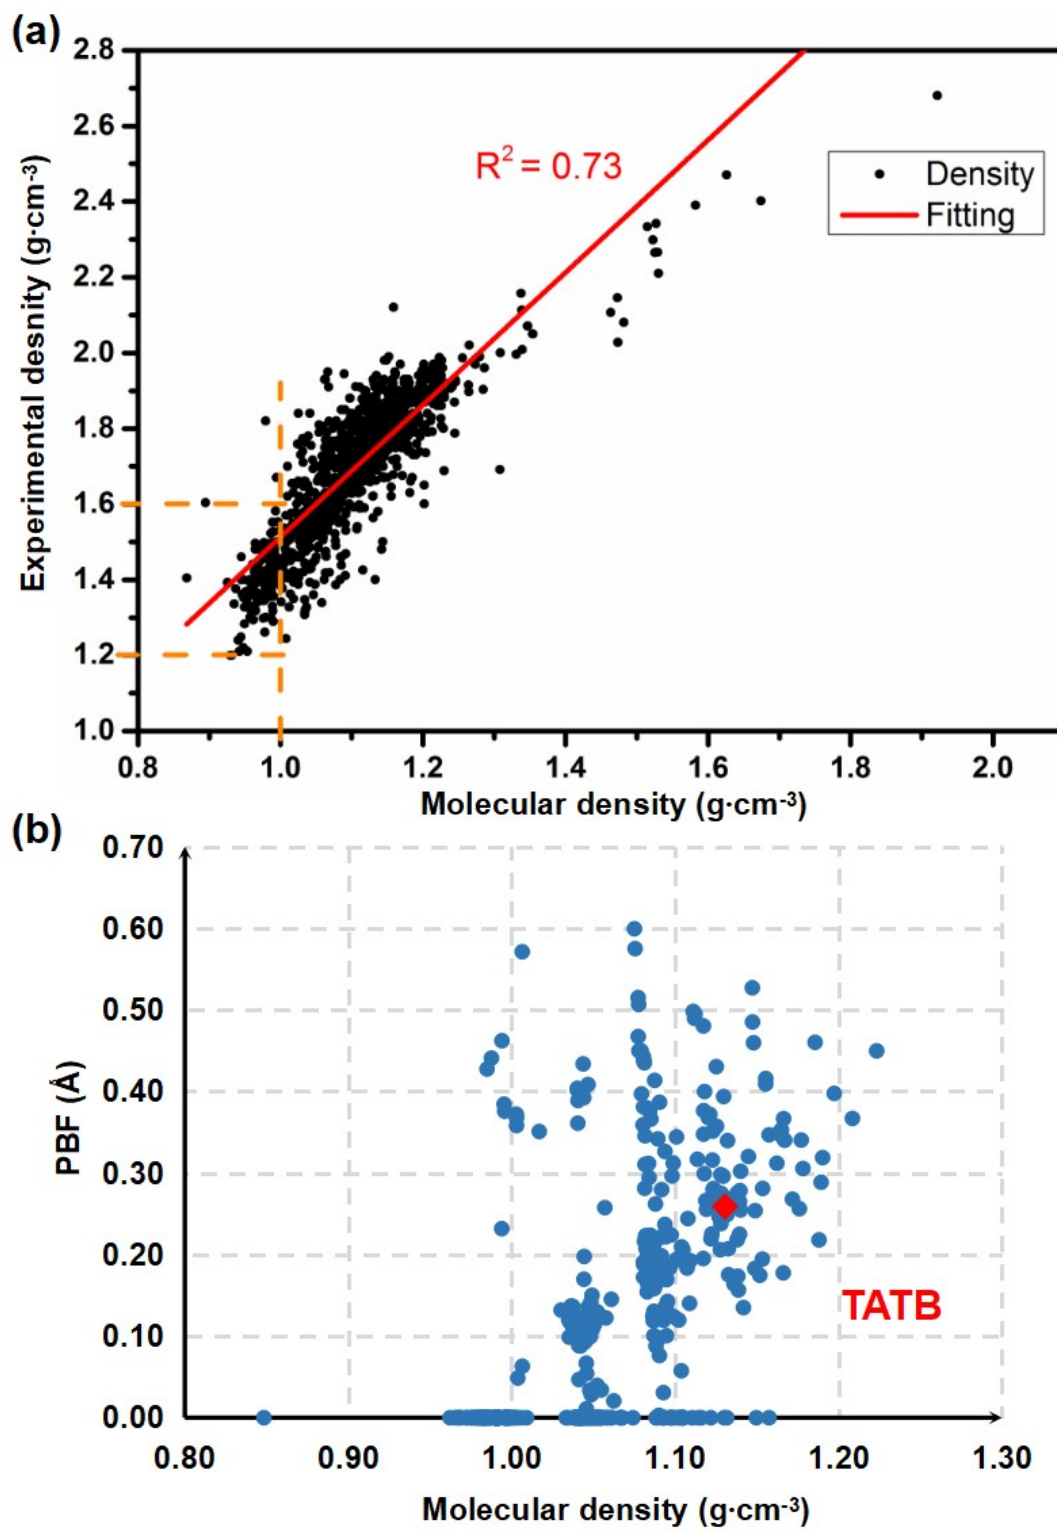 (a)
2.8
2.6
2.4
2.2
2.0
1.8
1.6
1.4
1.2
1.0
Experimental desnity (g·cm⁻³)
R² = 0.73
Density
Fitting
0.8 1.0 1.2 1.4 1.6 1.8 2.0
Molecular density (g·cm⁻³)
(b)
0.70
0.60
0.50
0.40
0.30
0.20
0.10
0.00
PBF (Å)
TATB
0.80 0.90 1.00 1.10 1.20 1.30
Molecular density (g·cm⁻³)